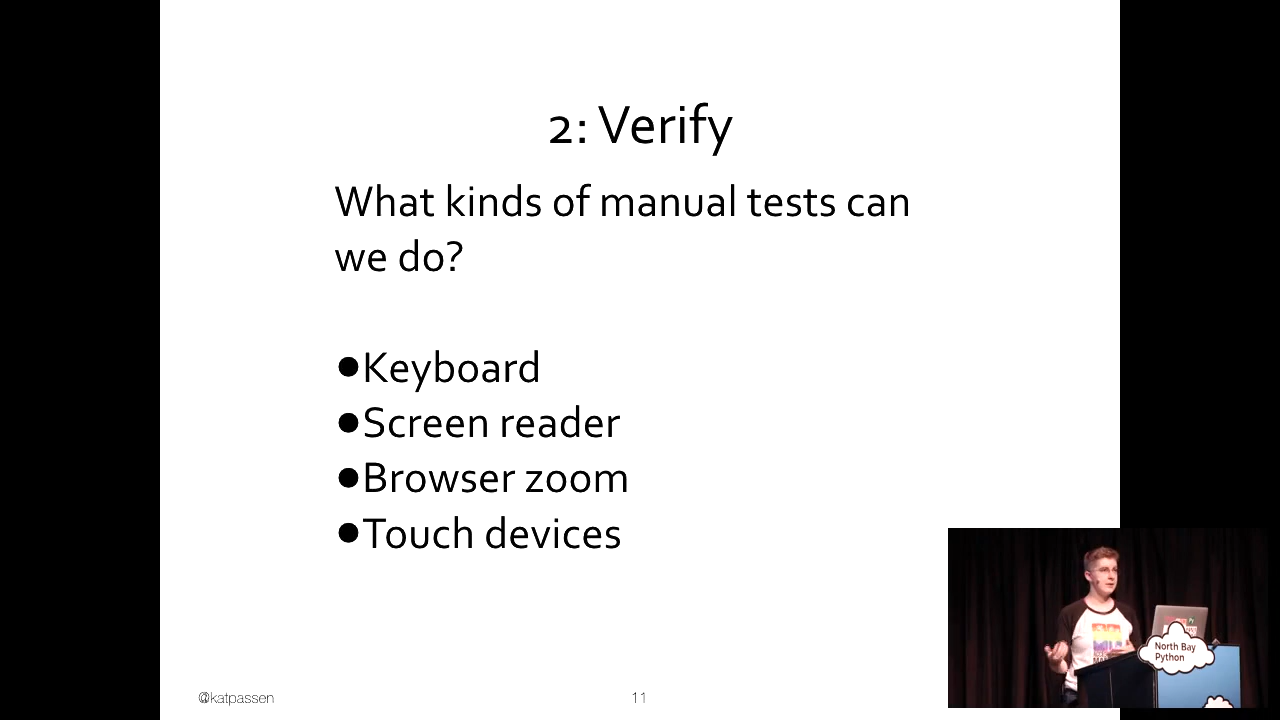 2: Verify
What kinds of manual tests can
we do?
●Keyboard
●Screen reader
●Browser zoom
●Touch devices
@katpassen
11
North Bay
Python